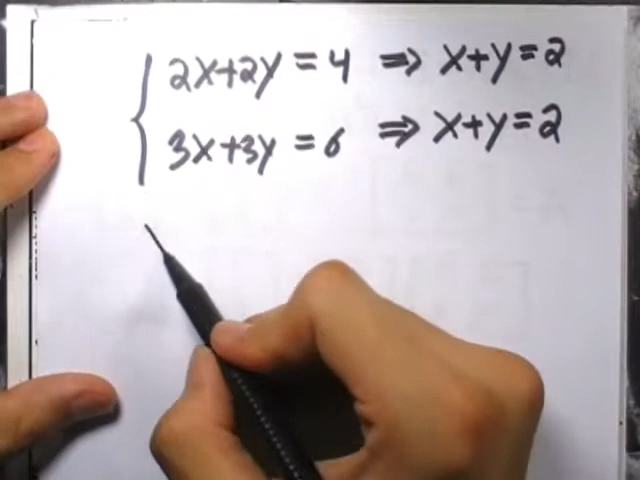 2x+2y=4 ⇒ x+y=2
3x+3y=6 ⇒ x+y=2